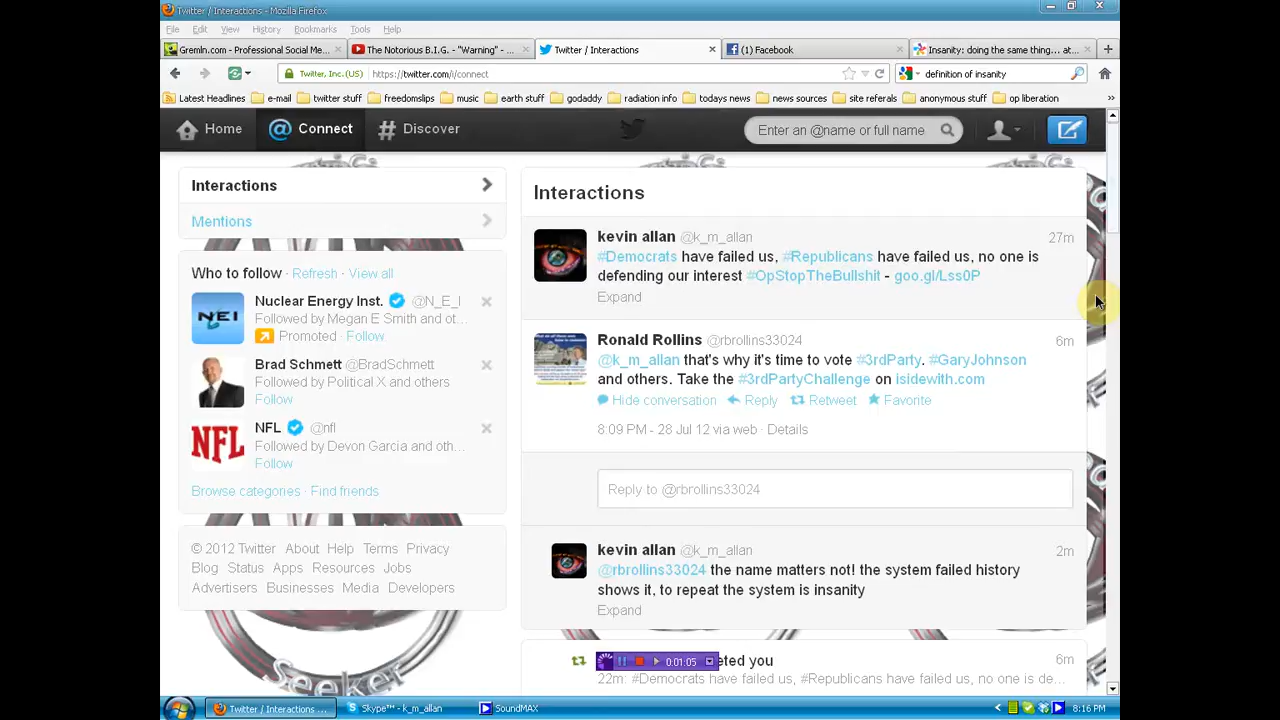 Twitter / Interactions - Mozilla Firefox
File Edit View History Bookmarks Tools Help
Gremln.com - Professional Social Me... The Notorious B.I.G. - "Warning" - ... Twitter / Interactions (1) Facebook Insanity: doing the same thing... at...
Twitter, Inc. (US) https://twitter.com/i/connect definition of insanity
Latest Headlines e-mail twitter stuff freedomslips music earth stuff godaddy radiation info todays news news sources site referals anonymous stuff op liberation
Home @ Connect # Discover Enter an @name or full name
Interactions
Mentions
Who to follow · Refresh · View all
Nuclear Energy Inst. @N_E_I
Followed by Megan E Smith and ot...
Promoted · Follow
Brad Schmett @BradSchmett
Followed by Political X and others
Follow
NEI
NFL @nfl
Followed by Devon Garcia and oth...
Follow
NFL
Browse categories · Find friends
© 2012 Twitter About Help Terms Privacy
Blog Status Apps Resources Jobs
Advertisers Businesses Media Developers
Seeker
Interactions
kevin allan @k_m_allan 27m
#Democrats have failed us, #Republicans have failed us, no one is
defending our interest #OpStopTheBullshit - goo.gl/Lss0P
Expand
Ronald Rollins @rbrollins33024 6m
@k_m_allan that's why it's time to vote #3rdParty. #GaryJohnson
and others. Take the #3rdPartyChallenge on isidewith.com
Hide conversation Reply Retweet Favorite
8:09 PM - 28 Jul 12 via web · Details
Reply to @rbrollins33024
kevin allan @k_m_allan 2m
@rbrollins33024 the name matters not! the system failed history
shows it, to repeat the system is insanity
Expand
0:01:05 eted you 6m
22m: #Democrats have failed us, #Republicans have failed us, no one is de...
Twitter / Interactions ... Skype™ - k_m_allan SoundMAX 8:16 PM